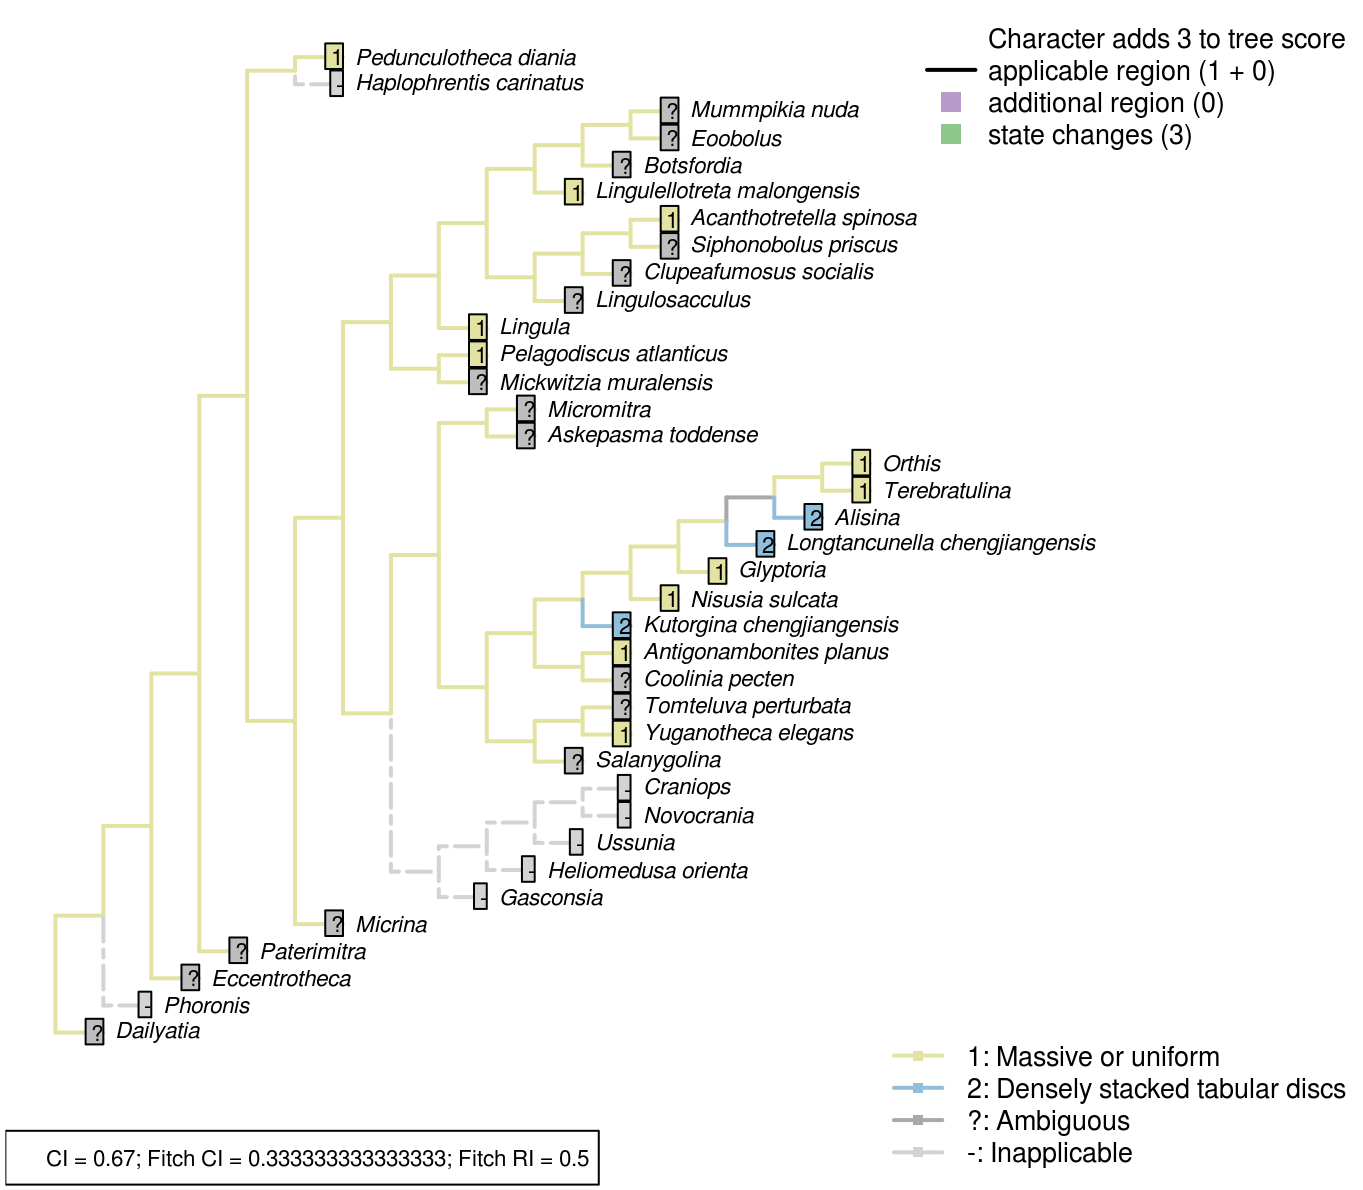 Character adds 3 to tree score
applicable region (1 + 0)
additional region (0)
state changes (3)
1 Pedunculotheca diania
- Haplophrentis carinatus
? Mummpikia nuda
? Eoobolus
? Botsfordia
1 Lingulellotreta malongensis
1 Acanthotretella spinosa
? Siphonobolus priscus
? Clupeafumosus socialis
? Lingulosacculus
1 Lingula
1 Pelagodiscus atlanticus
? Mickwitzia muralensis
? Micromitra
? Askepasma toddense
1 Orthis
1 Terebratulina
2 Alisina
2 Longtancunella chengjiangensis
1 Glyptoria
1 Nisusia sulcata
2 Kutorgina chengjiangensis
1 Antigonambonites planus
? Coolinia pecten
? Tomteluva perturbata
1 Yuganotheca elegans
? Salanygolina
- Craniops
- Novocrania
- Ussunia
- Heliomedusa orienta
- Gasconsia
? Micrina
? Paterimitra
? Eccentrotheca
- Phoronis
? Dailyatia
1: Massive or uniform
2: Densely stacked tabular discs
?: Ambiguous
-: Inapplicable
CI = 0.67; Fitch CI = 0.333333333333333; Fitch RI = 0.5